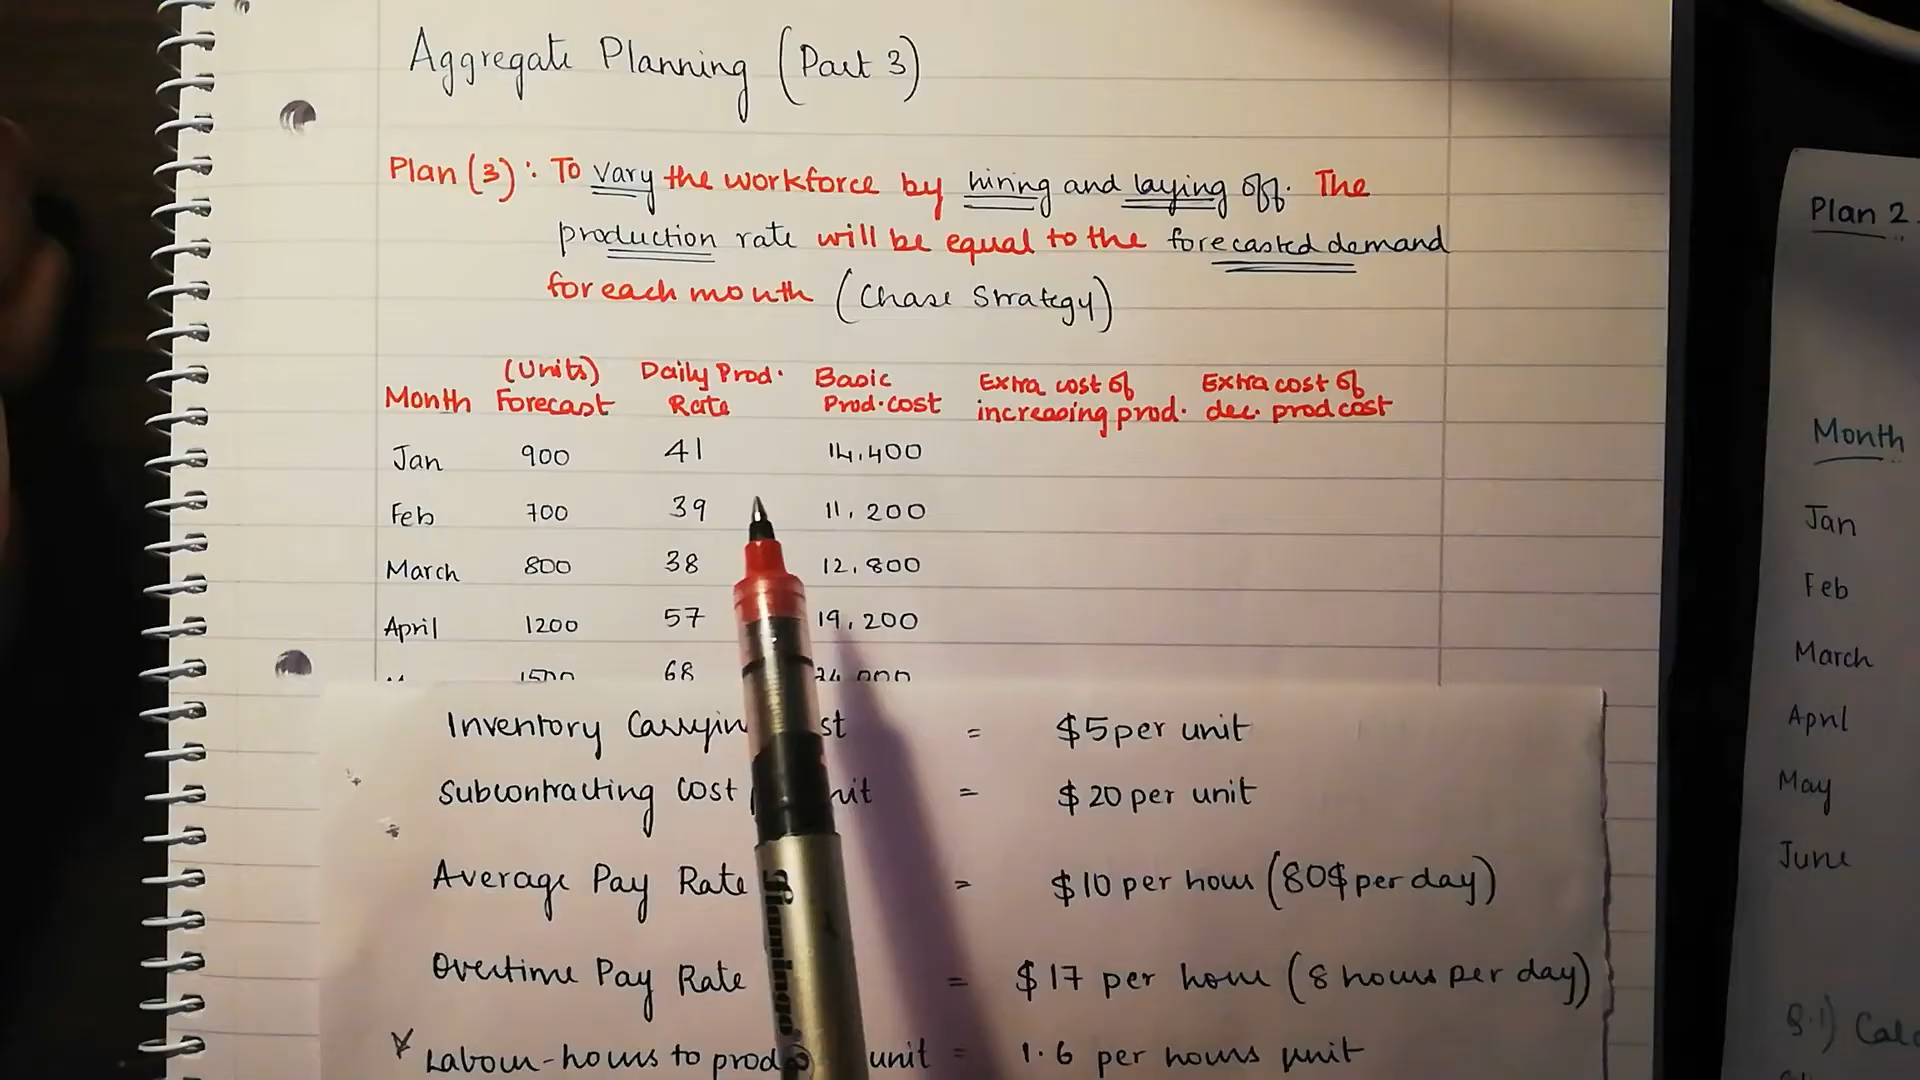 Aggregate Planning (Part 3)
Plan (3): To vary the workforce by hiring and laying off. The
production rate will be equal to the forecasted demand
for each month (Chase Strategy)
Month (Units) Forecast Daily Prod. Rate Basic Prod. cost Extra cost of increasing prod. Extra cost of dec. prod cost
Jan 900 41 14,400
Feb 700 39 11,200
March 800 38 12,800
April 1200 57 19,200
1500 68 24,000
Inventory = $5 per unit
Subcontracting Cost = $20 per unit
Average Pay Rate = $10 per hour (80$ per day)
Overtime Pay Rate = $17 per hour (8 hours per day)
Labour-hours to unit = 1.6 per hours unit
Plan 2
Month
Jan
Feb
March
April
May
June
Q.1)